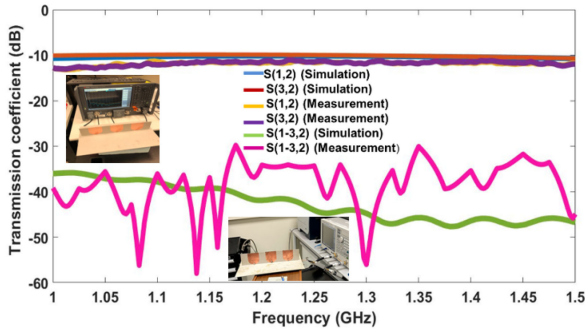 0
-10
-20
-30
-40
-50
-60
Transmission coefficient (dB)
S(1,2) (Simulation)
S(3,2) (Simulation)
S(1,2) (Measurement)
S(3,2) (Measurement)
S(1-3,2) (Simulation)
S(1-3,2) (Measurement)
1
1.05
1.1
1.15
1.2
1.25
1.3
1.35
1.4
1.45
1.5
Frequency (GHz)